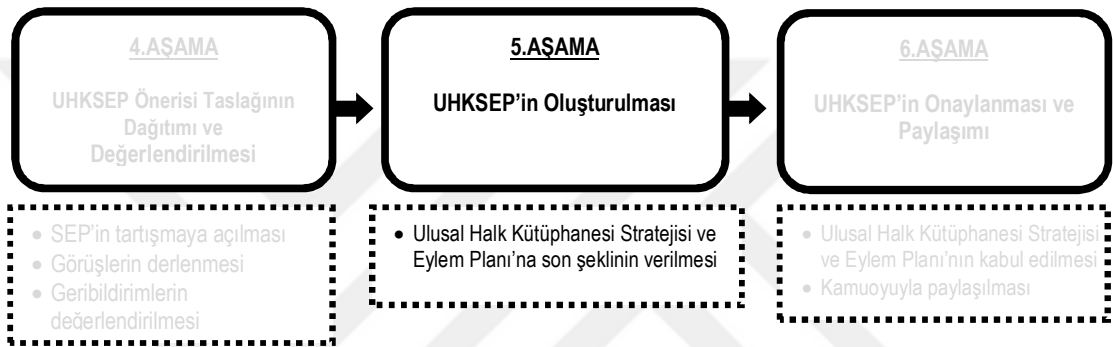 4.AŞAMA
UHKSEP Önerisi Taslağının
Dağıtımı ve
Değerlendirilmesi
• SEP'in tartışmaya açılması
• Görüşlerin derlenmesi
• Geribildirimlerin
değerlendirilmesi
5.AŞAMA
UHKSEP'in Oluşturulması
• Ulusal Halk Kütüphanesi Stratejisi ve
Eylem Planı'na son şeklinin verilmesi
6.AŞAMA
UHKSEP'in Onaylanması ve
Paylaşımı
• Ulusal Halk Kütüphanesi Stratejisi
ve Eylem Planı'nın kabul edilmesi
• Kamuoyuyla paylaşılması